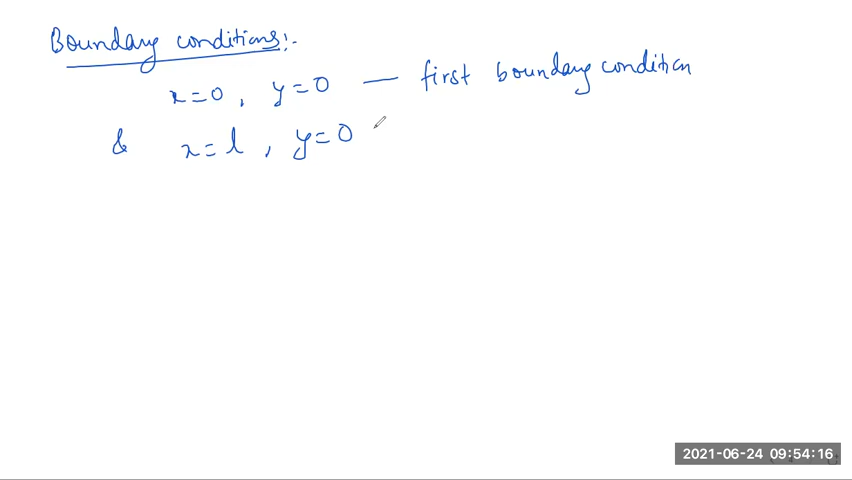 Boundary conditions:-
x=0, y=0 — first boundary condition
& x=l, y=0
2021-06-24 09:54:16